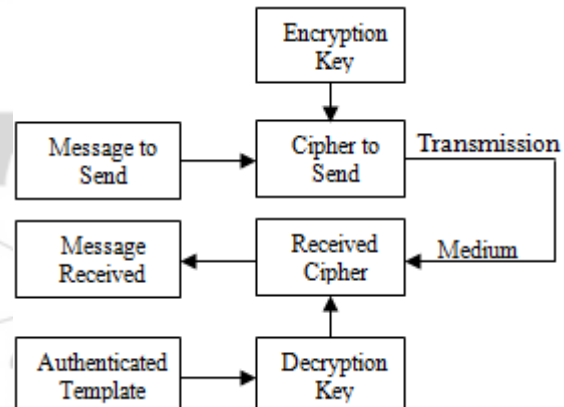 Encryption
Key
Message to
Send
Cipher to
Send
Transmission
Message
Received
Received
Cipher
Medium
Authenticated
Template
Decryption
Key